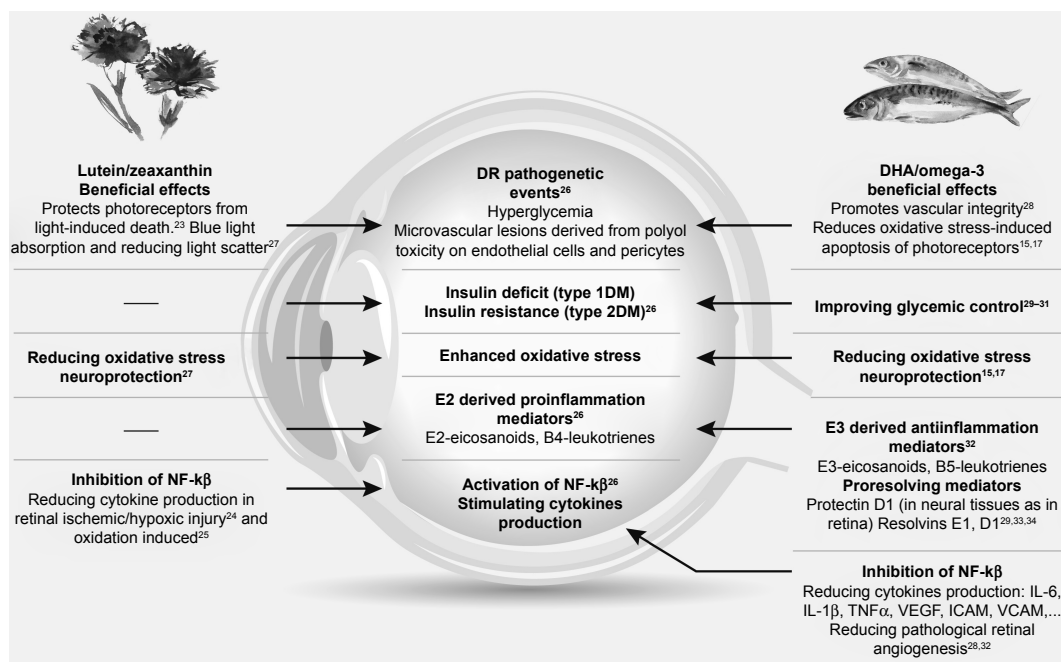 Lutein/zeaxanthin
Beneficial effects
Protects photoreceptors from
light-induced death.²³ Blue light
absorption and reducing light scatter²⁷
——
Reducing oxidative stress
neuroprotection²⁷
——
Inhibition of NF-kβ
Reducing cytokine production in
retinal ischemic/hypoxic injury²⁴ and
oxidation induced²⁵
DR pathogenetic
events²⁶
Hyperglycemia
Microvascular lesions derived from polyol
toxicity on endothelial cells and pericytes
Insulin deficit (type 1DM)
Insulin resistance (type 2DM)²⁶
Enhanced oxidative stress
E2 derived proinflammation
mediators²⁶
E2-eicosanoids, B4-leukotrienes
Activation of NF-kβ²⁶
Stimulating cytokines
production
DHA/omega-3
beneficial effects
Promotes vascular integrity²⁸
Reduces oxidative stress-induced
apoptosis of photoreceptors¹⁵,¹⁷
Improving glycemic control²⁹–³¹
Reducing oxidative stress
neuroprotection¹⁵,¹⁷
E3 derived antiinflammation
mediators³²
E3-eicosanoids, B5-leukotrienes
Proresolving mediators
Protectin D1 (in neural tissues as in
retina) Resolvins E1, D1²⁹,³³,³⁴
Inhibition of NF-kβ
Reducing cytokines production: IL-6,
IL-1β, TNFα, VEGF, ICAM, VCAM,...
Reducing pathological retinal
angiogenesis²⁸,³²